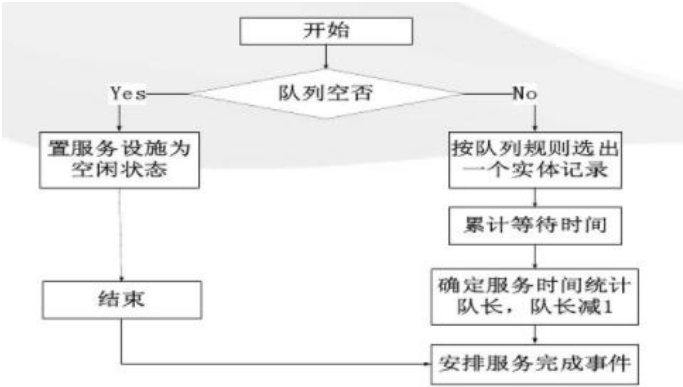 开始
队列空否
Yes
No
置服务设施为
空闲状态
按队列规则选出
一个实体记录
累计等待时间
结束
确定服务时间统计
队长，队长减1
安排服务完成事件